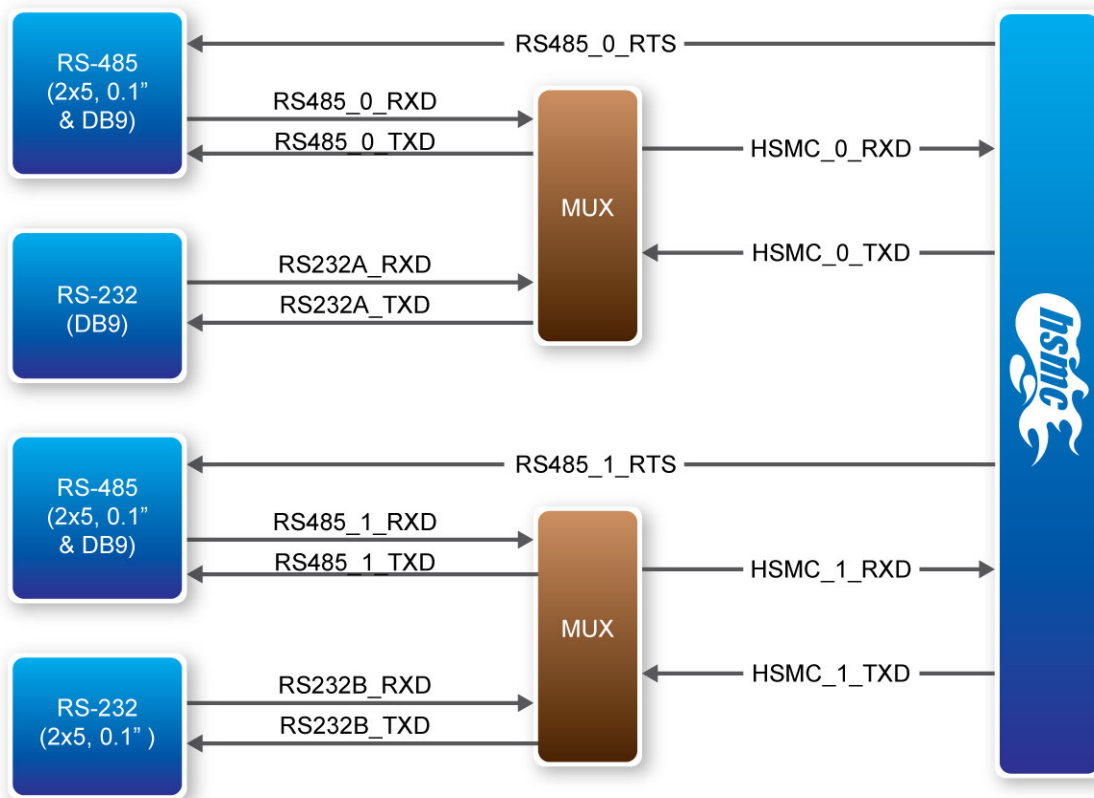 RS485_0_RTS
RS-485
(2x5, 0.1”
& DB9)
RS485_0_RXD
RS485_0_TXD
MUX
HSMC_0_RXD
HSMC_0_TXD
RS-232
(DB9)
RS232A_RXD
RS232A_TXD
hsmc
RS485_1_RTS
RS-485
(2x5, 0.1”
& DB9)
RS485_1_RXD
RS485_1_TXD
MUX
HSMC_1_RXD
HSMC_1_TXD
RS-232
(2x5, 0.1” )
RS232B_RXD
RS232B_TXD